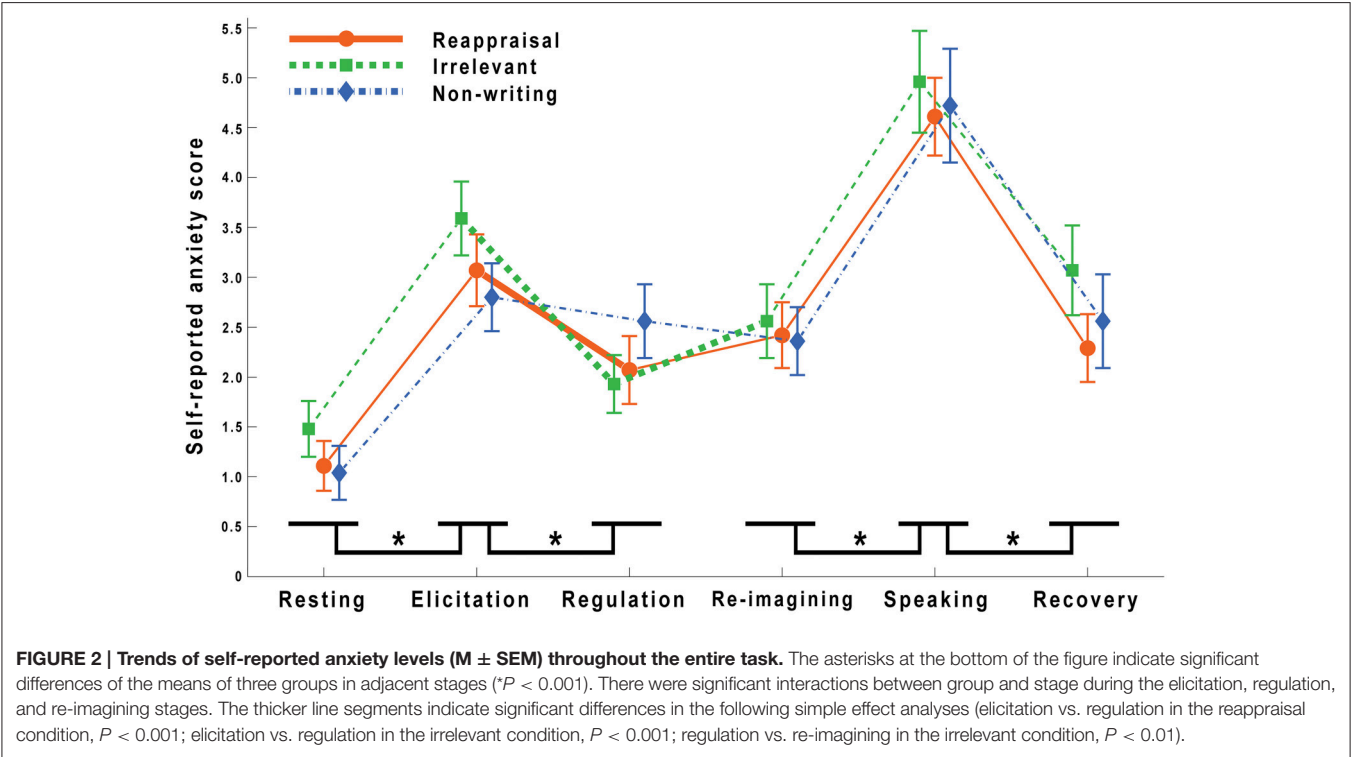 5.5
5.0
4.5
4.0
3.5
3.0
2.5
2.0
1.5
1.0
0.5
0
Self-reported anxiety score
Reappraisal
Irrelevant
Non-writing
* * * *
Resting Elicitation Regulation Re-imagining Speaking Recovery
FIGURE 2 | Trends of self-reported anxiety levels (M ± SEM) throughout the entire task. The asterisks at the bottom of the figure indicate significant
differences of the means of three groups in adjacent stages (*P < 0.001). There were significant interactions between group and stage during the elicitation, regulation,
and re-imagining stages. The thicker line segments indicate significant differences in the following simple effect analyses (elicitation vs. regulation in the reappraisal
condition, P < 0.001; elicitation vs. regulation in the irrelevant condition, P < 0.001; regulation vs. re-imagining in the irrelevant condition, P < 0.01).